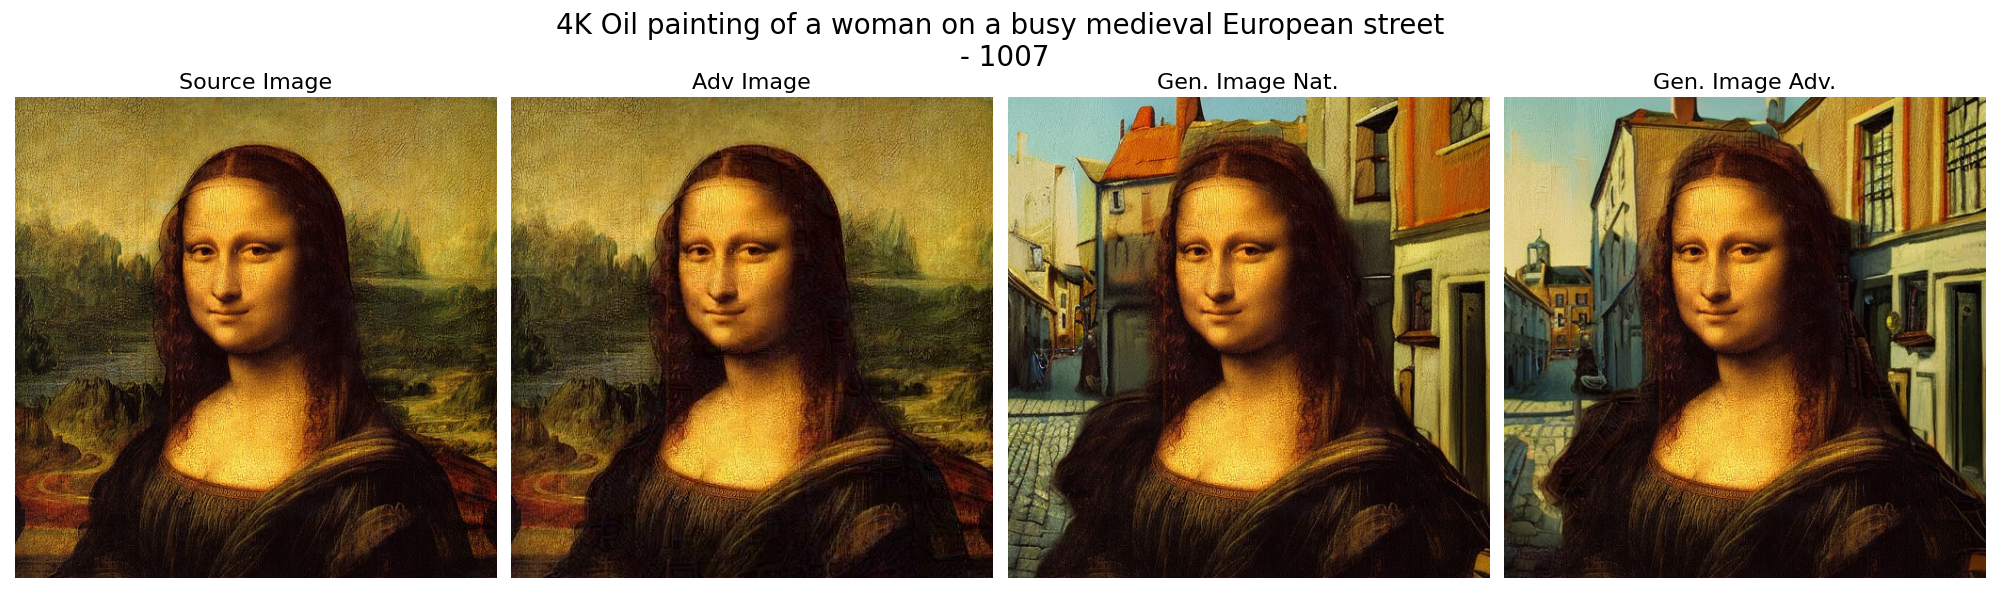 4K Oil painting of a woman on a busy medieval European street
- 1007
Source Image
Adv Image
Gen. Image Nat.
Gen. Image Adv.